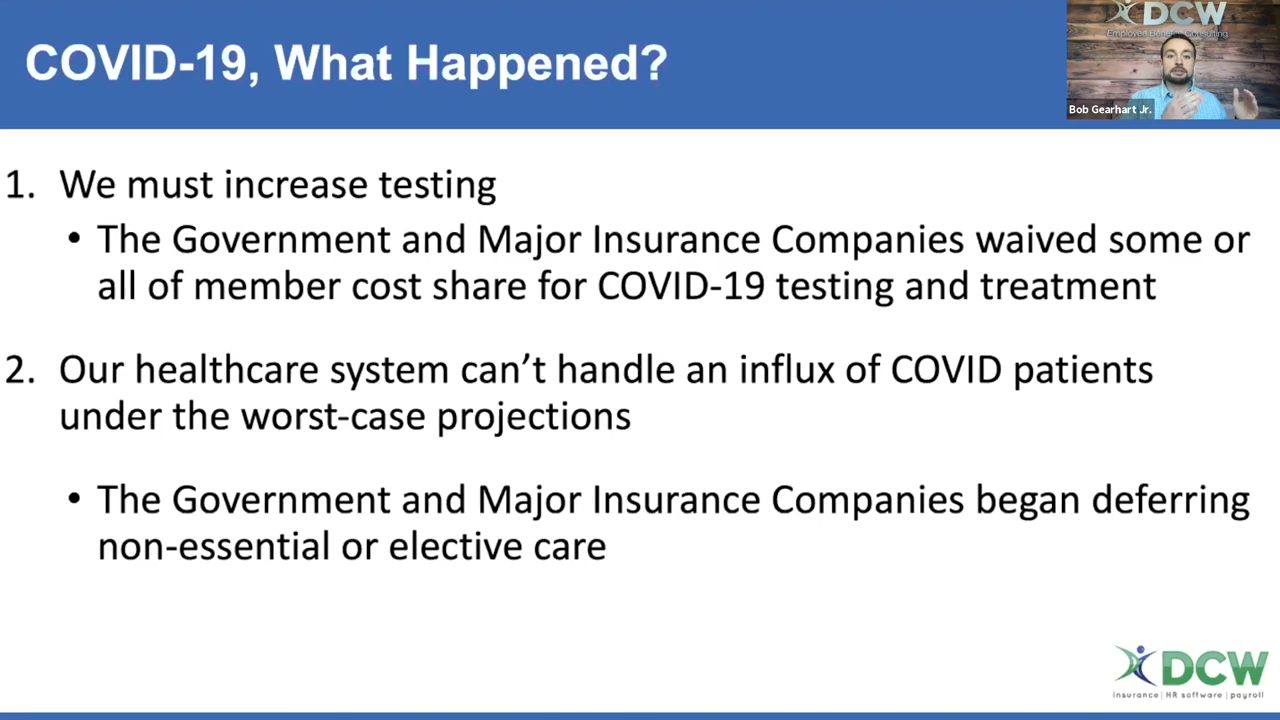 COVID-19, What Happened?
DCW
Employee Benefits Consulting
Bob Gearhart Jr.
1. We must increase testing
• The Government and Major Insurance Companies waived some or
all of member cost share for COVID-19 testing and treatment
2. Our healthcare system can’t handle an influx of COVID patients
under the worst-case projections
• The Government and Major Insurance Companies began deferring
non-essential or elective care
DCW
insurance | HR software | payroll